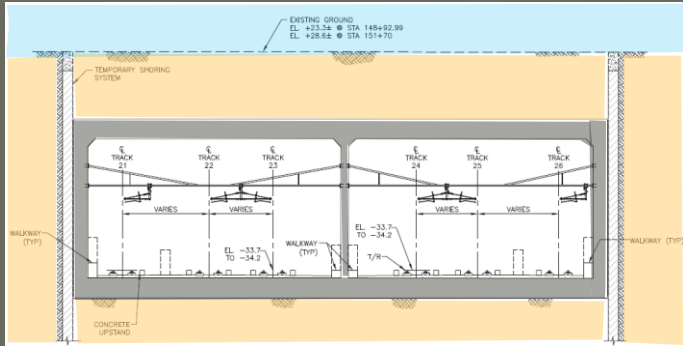 EXISTING GROUND
EL. +23.3± @ STA 148+92.99
EL. +28.6± @ STA 151+70
TEMPORARY SHORING
SYSTEM
℄
TRACK
21
℄
TRACK
22
℄
TRACK
23
℄
TRACK
24
℄
TRACK
25
℄
TRACK
26
VARIES
VARIES
VARIES
VARIES
WALKWAY
(TYP)
EL. -33.7
TO -34.2
WALKWAY
(TYP)
EL. -33.7
TO -34.2
T/R
WALKWAY (TYP)
CONCRETE
UPSTAND